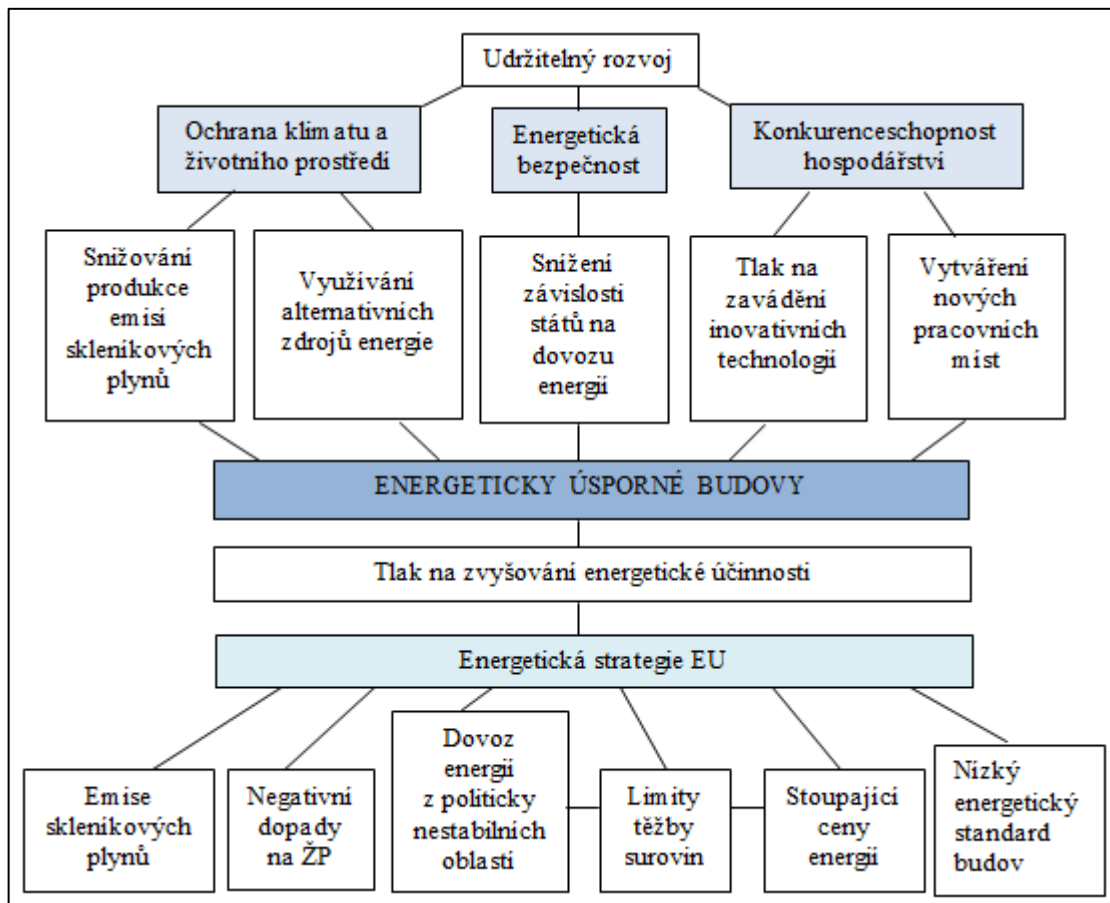 Udržitelný rozvoj
Ochrana klimatu a
životního prostředí
Energetická
bezpečnost
Konkurenceschopnost
hospodářství
Snižování
produkce
emisí
skleníkových
plynů
Využívání
alternativních
zdrojů energie
Snížení
závislosti
států na
dovozu
energií
Tlak na
zavádění
inovativních
technologií
Vytváření
nových
pracovních
míst
ENERGETICKY ÚSPORNÉ BUDOVY
Tlak na zvyšování energetické účinnosti
Energetická strategie EU
Emise
skleníkových
plynů
Negativní
dopady
na ŽP
Dovoz
energií
z politicky
nestabilních
oblastí
Limity
těžby
surovin
Stoupající
ceny
energií
Nízký
energetický
standard
budov